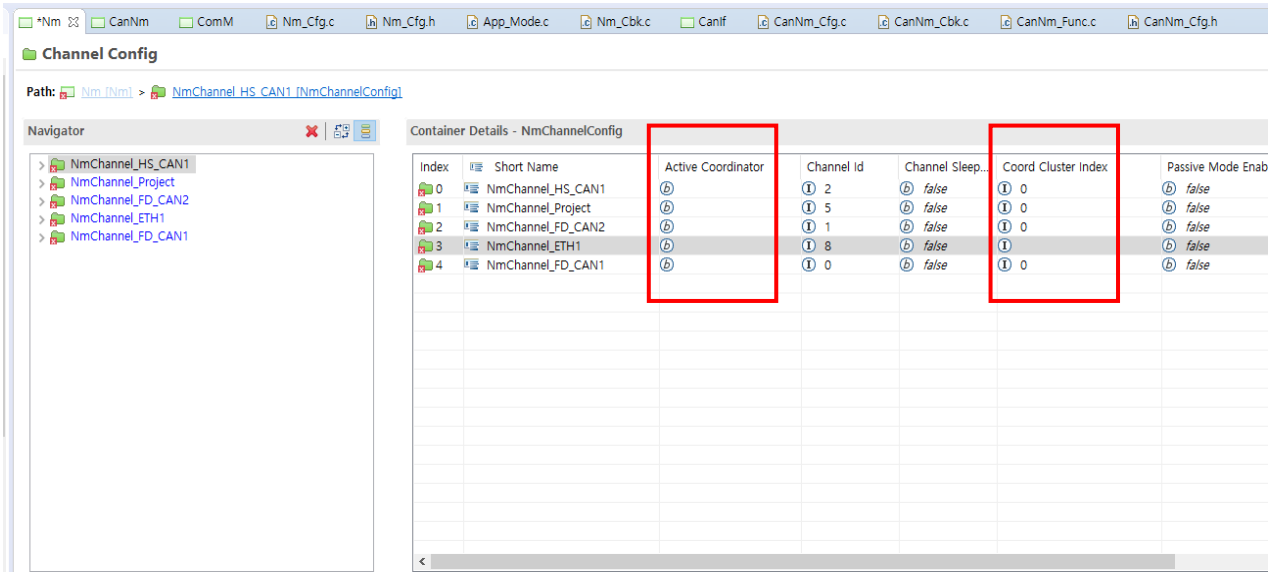 *Nm CanNm ComM Nm_Cfg.c Nm_Cfg.h App_Mode.c Nm_Cbk.c CanIf CanNm_Cfg.c CanNm_Cbk.c CanNm_Func.c CanNm_Cfg.h
Channel Config
Path: Nm [Nm] > NmChannel_HS_CAN1 [NmChannelConfig]
Navigator
NmChannel_HS_CAN1
NmChannel_Project
NmChannel_FD_CAN2
NmChannel_ETH1
NmChannel_FD_CAN1
Container Details - NmChannelConfig
Index Short Name Active Coordinator Channel Id Channel Sleep... Coord Cluster Index Passive Mode Enab
0 NmChannel_HS_CAN1 2 false 0 false
1 NmChannel_Project 5 false 0 false
2 NmChannel_FD_CAN2 1 false 0 false
3 NmChannel_ETH1 8 false false
4 NmChannel_FD_CAN1 0 false 0 false